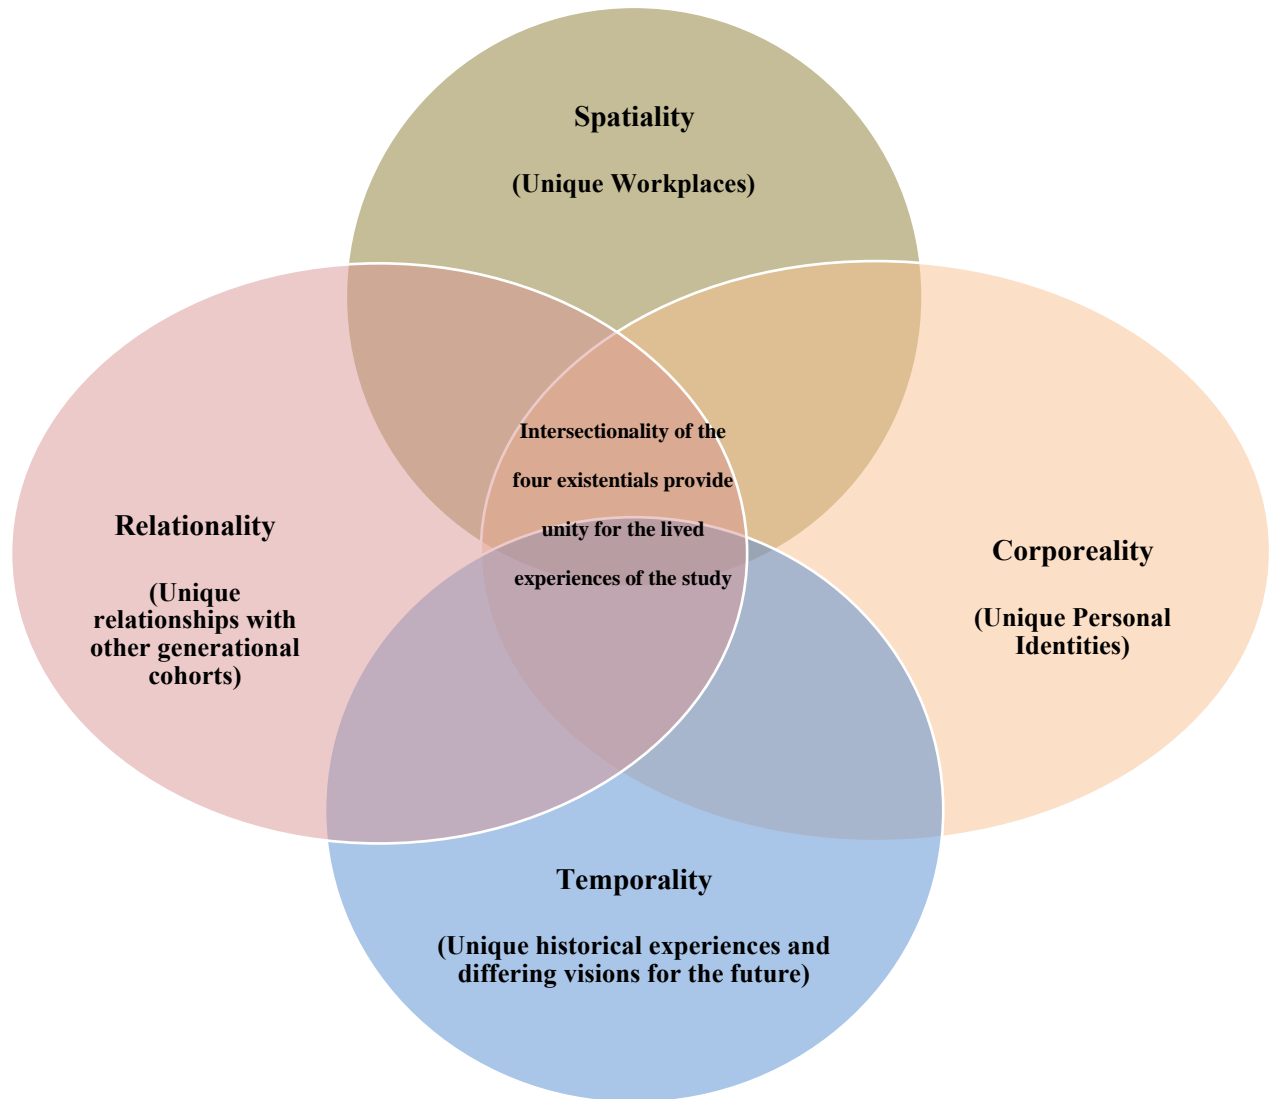 Spatiality
(Unique Workplaces)
Intersectionality of the
four existentials provide
unity for the lived
experiences of the study
Relationality
(Unique
relationships with
other generational
cohorts)
Corporeality
(Unique Personal
Identities)
Temporality
(Unique historical experiences and
differing visions for the future)